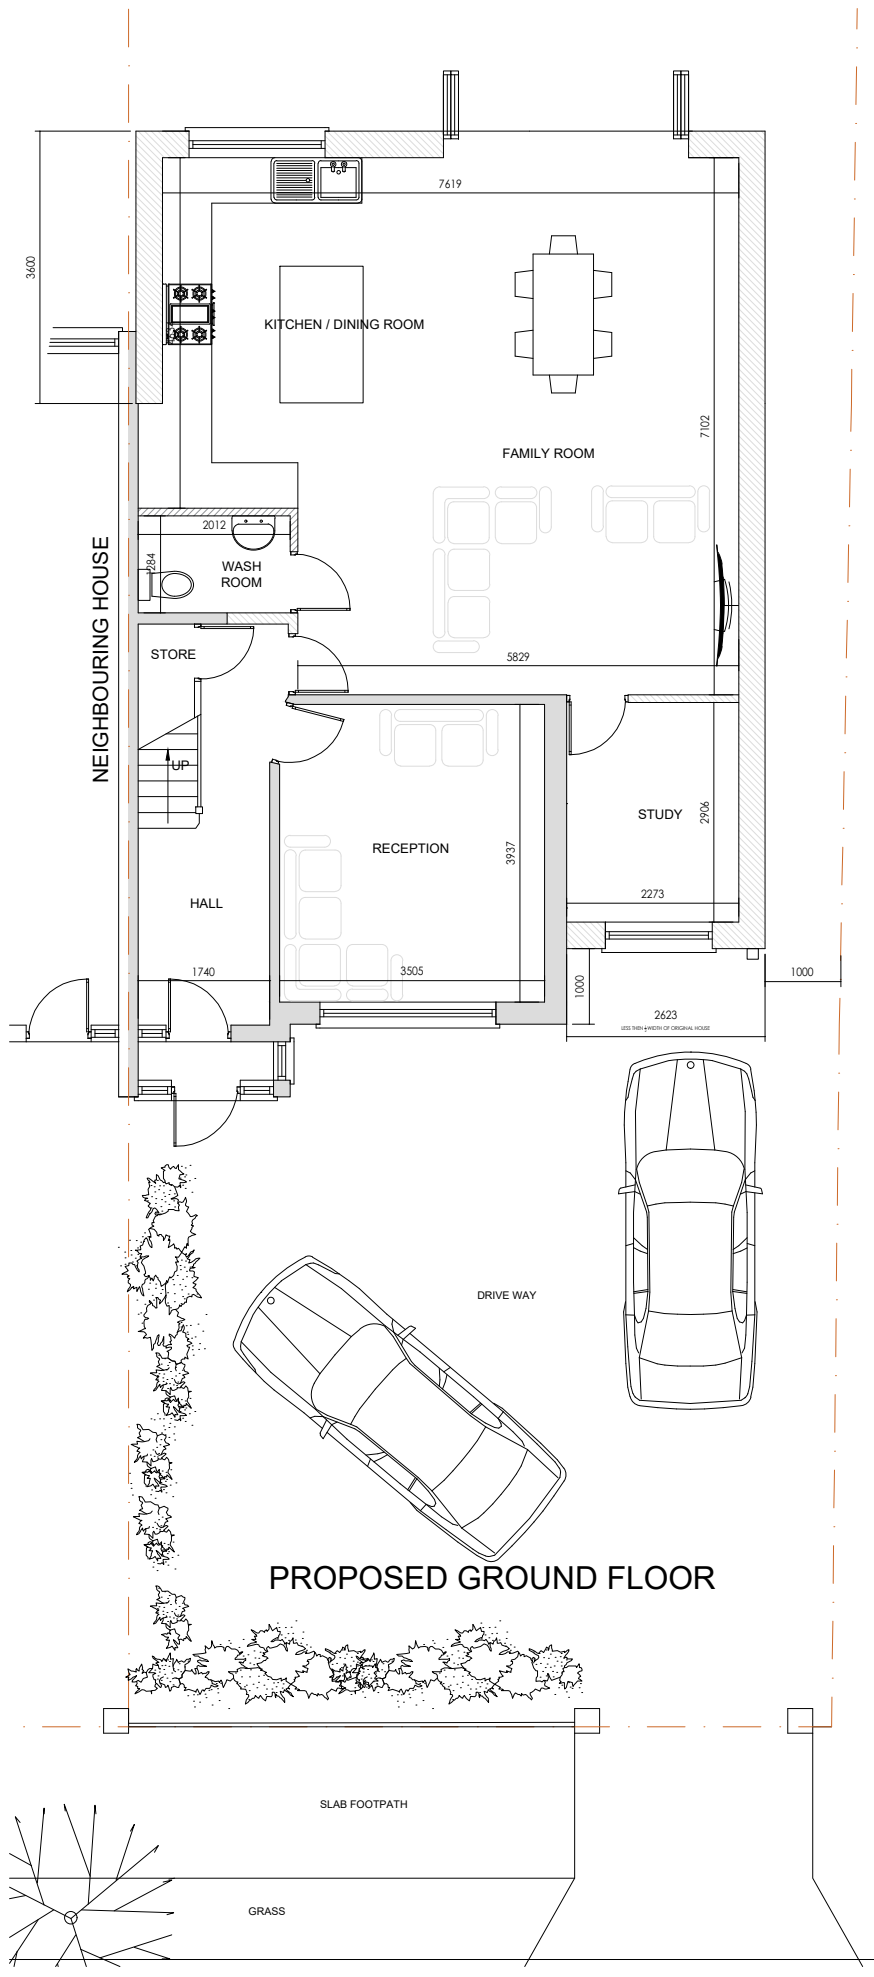 7619
3600
KITCHEN / DINING ROOM
7102
FAMILY ROOM
2012
1284
WASH
ROOM
NEIGHBOURING HOUSE
STORE
5829
UP
STUDY
2906
RECEPTION
3937
2273
HALL
1740
3505
1000
1000
2623
DRIVE WAY
PROPOSED GROUND FLOOR
SLAB FOOTPATH
GRASS